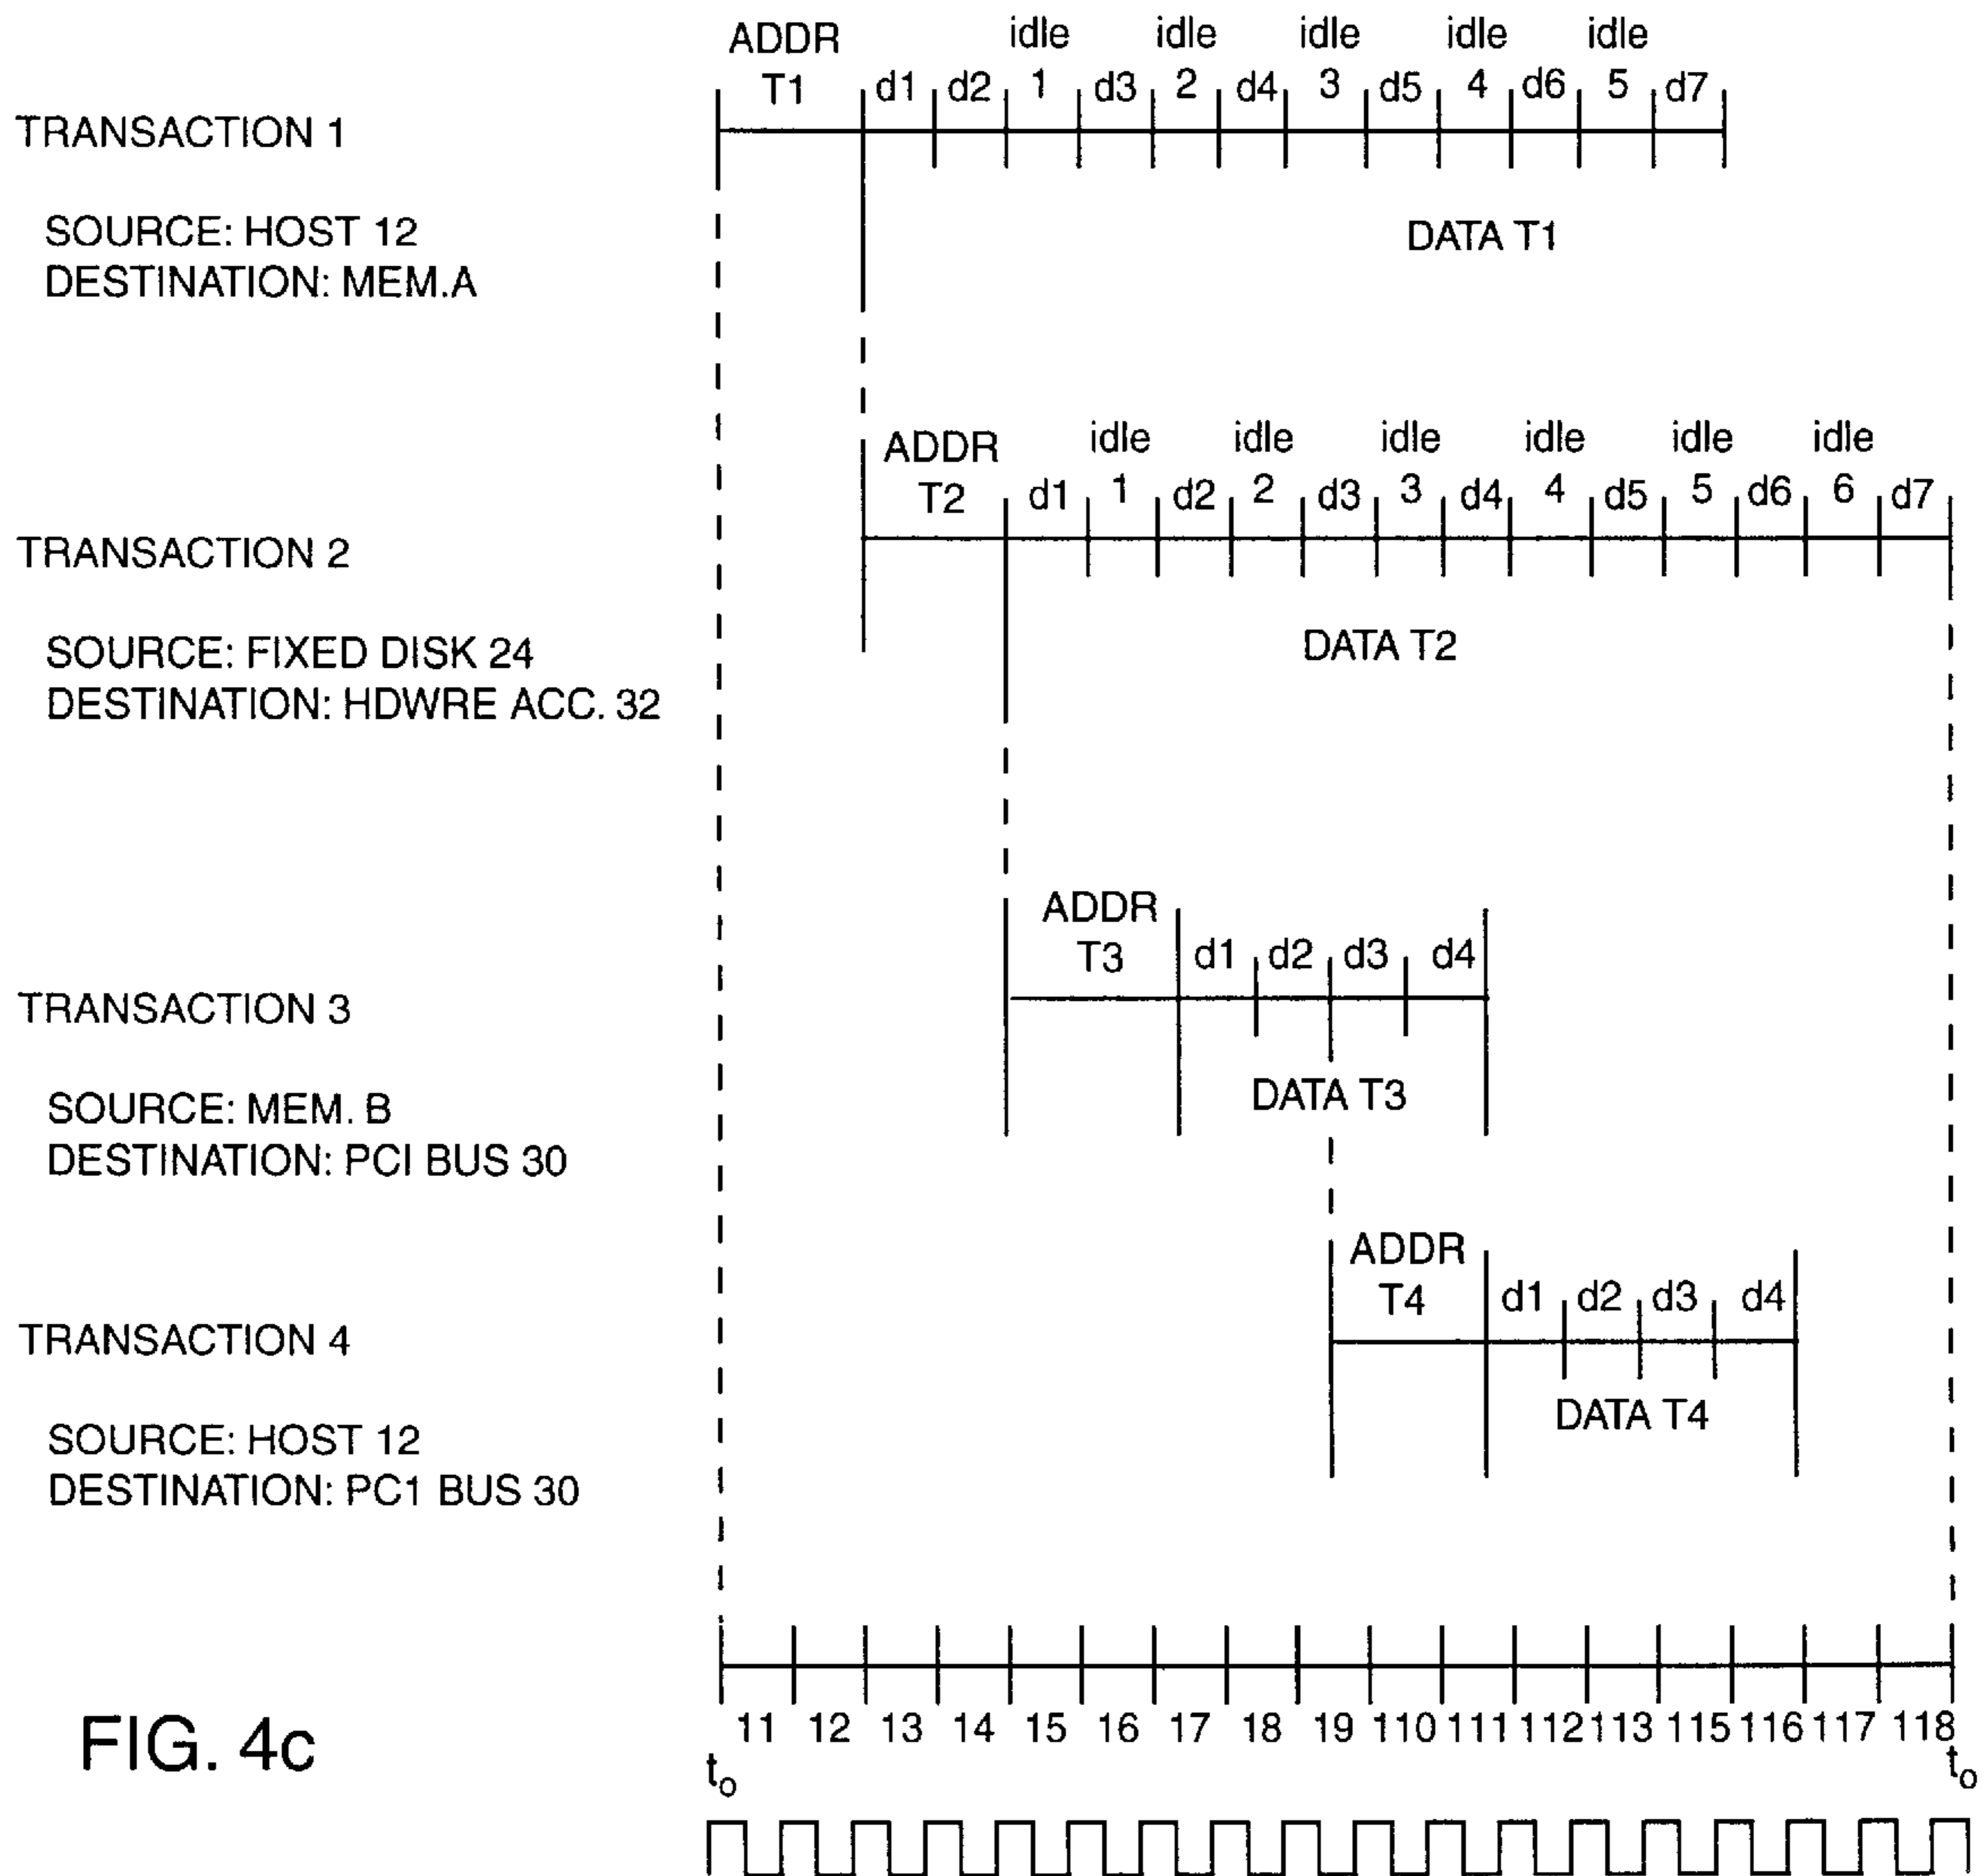 ADDR idle idle idle idle idle
T1 d1 d2 1 d3 2 d4 3 d5 4 d6 5 d7
TRANSACTION 1
SOURCE: HOST 12
DESTINATION: MEM.A
DATA T1
ADDR idle idle idle idle idle idle
T2 d1 1 d2 2 d3 3 d4 4 d5 5 d6 6 d7
TRANSACTION 2
SOURCE: FIXED DISK 24
DESTINATION: HDWRE ACC. 32
DATA T2
ADDR
T3 d1 d2 d3 d4
TRANSACTION 3
SOURCE: MEM. B
DESTINATION: PCI BUS 30
DATA T3
ADDR
T4 d1 d2 d3 d4
TRANSACTION 4
SOURCE: HOST 12
DESTINATION: PC1 BUS 30
DATA T4
11 12 13 14 15 16 17 18 19 110 111 112 113 115 116 117 118
t0 t0
FIG. 4c